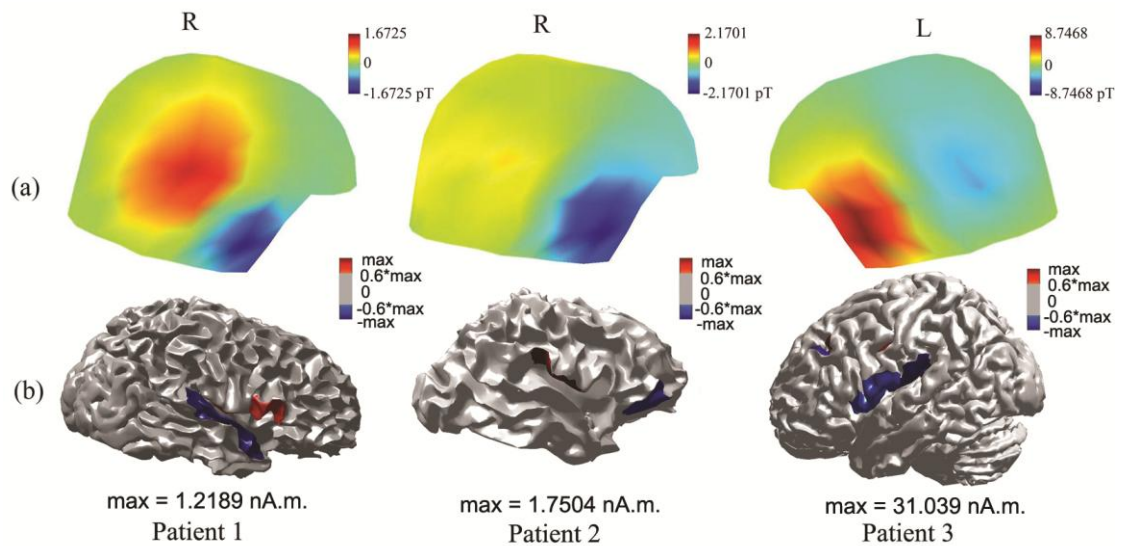 R
R
L
1.6725
0
-1.6725 pT
2.1701
0
-2.1701 pT
8.7468
0
-8.7468 pT
(a)
max
0.6*max
0
-0.6*max
-max
max
0.6*max
0
-0.6*max
-max
max
0.6*max
0
-0.6*max
-max
(b)
max = 1.2189 nA.m.
max = 1.7504 nA.m.
max = 31.039 nA.m.
Patient 1
Patient 2
Patient 3